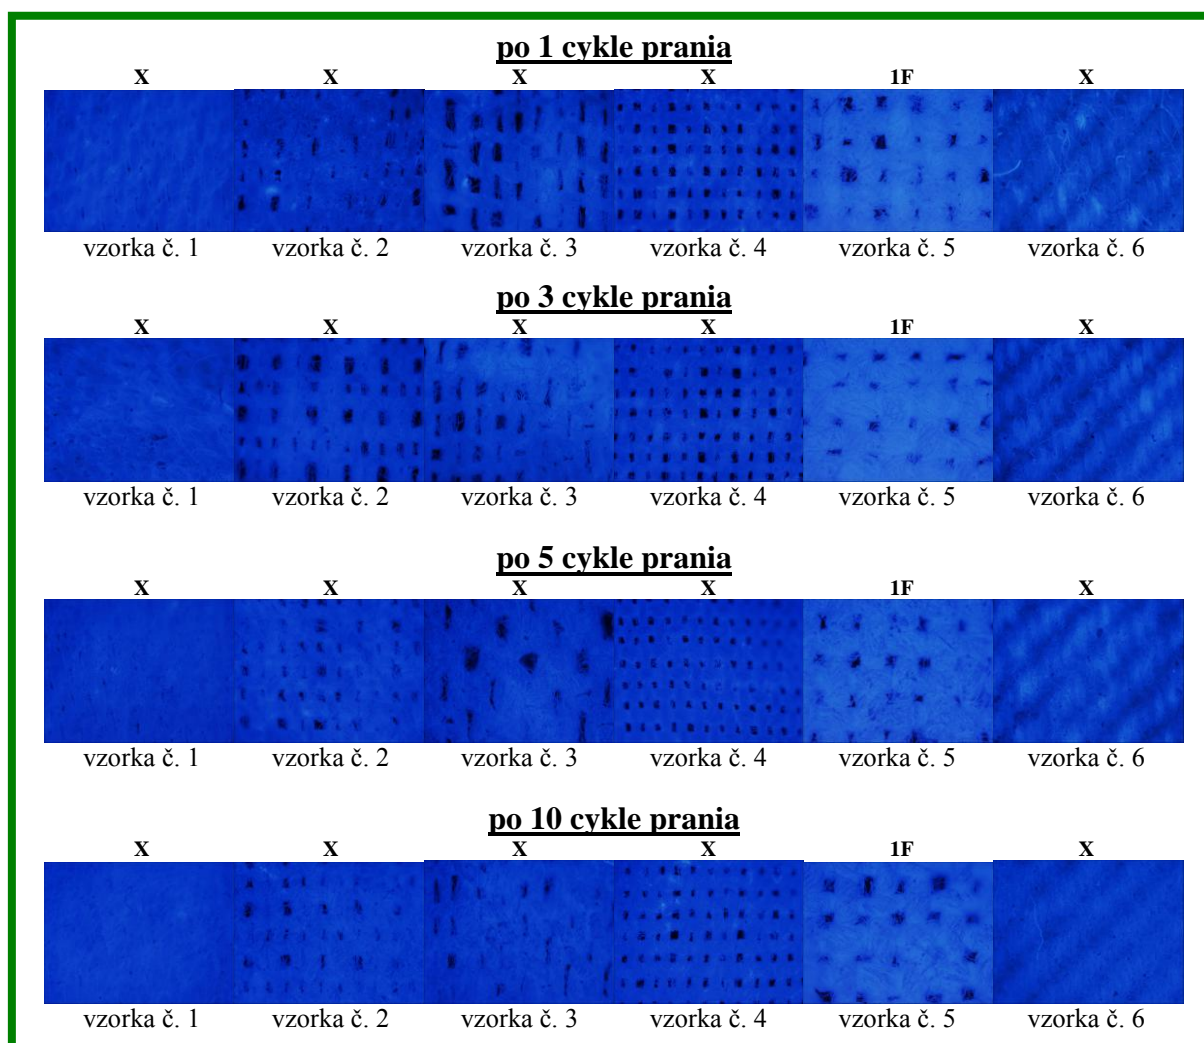 po 1 cykle prania
X X X X 1F X
vzorka č. 1 vzorka č. 2 vzorka č. 3 vzorka č. 4 vzorka č. 5 vzorka č. 6
po 3 cykle prania
X X X X 1F X
vzorka č. 1 vzorka č. 2 vzorka č. 3 vzorka č. 4 vzorka č. 5 vzorka č. 6
po 5 cykle prania
X X X X 1F X
vzorka č. 1 vzorka č. 2 vzorka č. 3 vzorka č. 4 vzorka č. 5 vzorka č. 6
po 10 cykle prania
X X X X 1F X
vzorka č. 1 vzorka č. 2 vzorka č. 3 vzorka č. 4 vzorka č. 5 vzorka č. 6